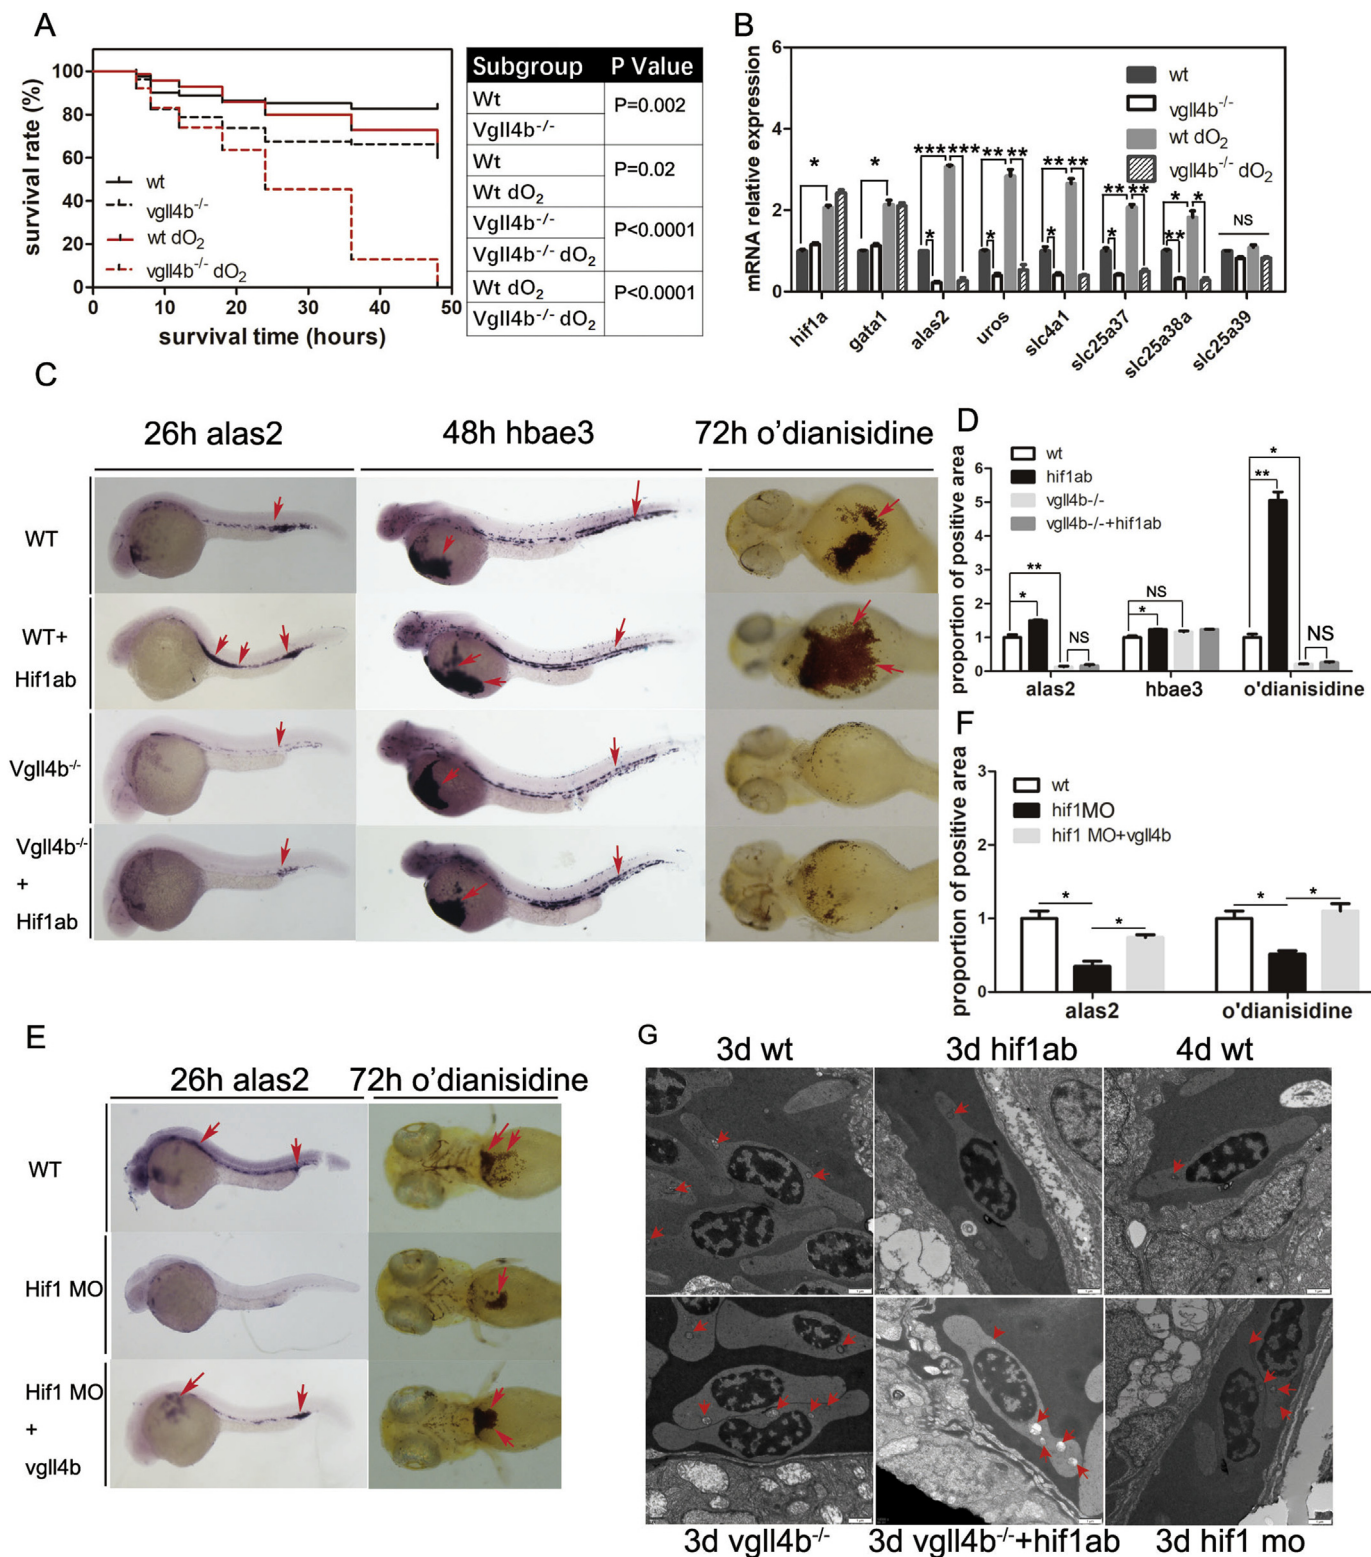 A
survival rate (%)
100
80
60
40
20
0
0 10 20 30 40 50
survival time (hours)
wt
vgll4b-/-
wt dO2
vgll4b-/- dO2
Subgroup P Value
Wt
Vgll4b-/-
P=0.002
Wt
Wt dO2
P=0.02
Vgll4b-/-
Vgll4b-/- dO2
P<0.0001
Wt dO2
Vgll4b-/- dO2
P<0.0001
B
mRNA relative expression
6
4
2
0
wt
vgll4b-/-
wt dO2
vgll4b-/- dO2
* * *** *** ** ** ** ** ** ** * * NS
* * * * **
hif1a gata1 alas2 uros slc4a1 slc25a37 slc25a38a slc25a39
C
26h alas2 48h hbae3 72h o'dianisidine
WT
WT+
Hif1ab
Vgll4b-/-
Vgll4b-/-
+
Hif1ab
D
proportion of positive area
6
5
4
3
2
1
0
wt
hif1ab
vgll4b-/-
vgll4b-/-+hif1ab
** * NS
NS * *
** NS
alas2 hbae3 o'dianisidine
F
proportion of positive area
3
2
1
0
wt
hif1MO
hif1 MO+vgll4b
* * * *
alas2 o'dianisidine
E
26h alas2 72h o'dianisidine
WT
Hif1 MO
Hif1 MO
+
vgll4b
G
3d wt 3d hif1ab 4d wt
3d vgll4b-/- 3d vgll4b-/-+hif1ab 3d hif1 mo